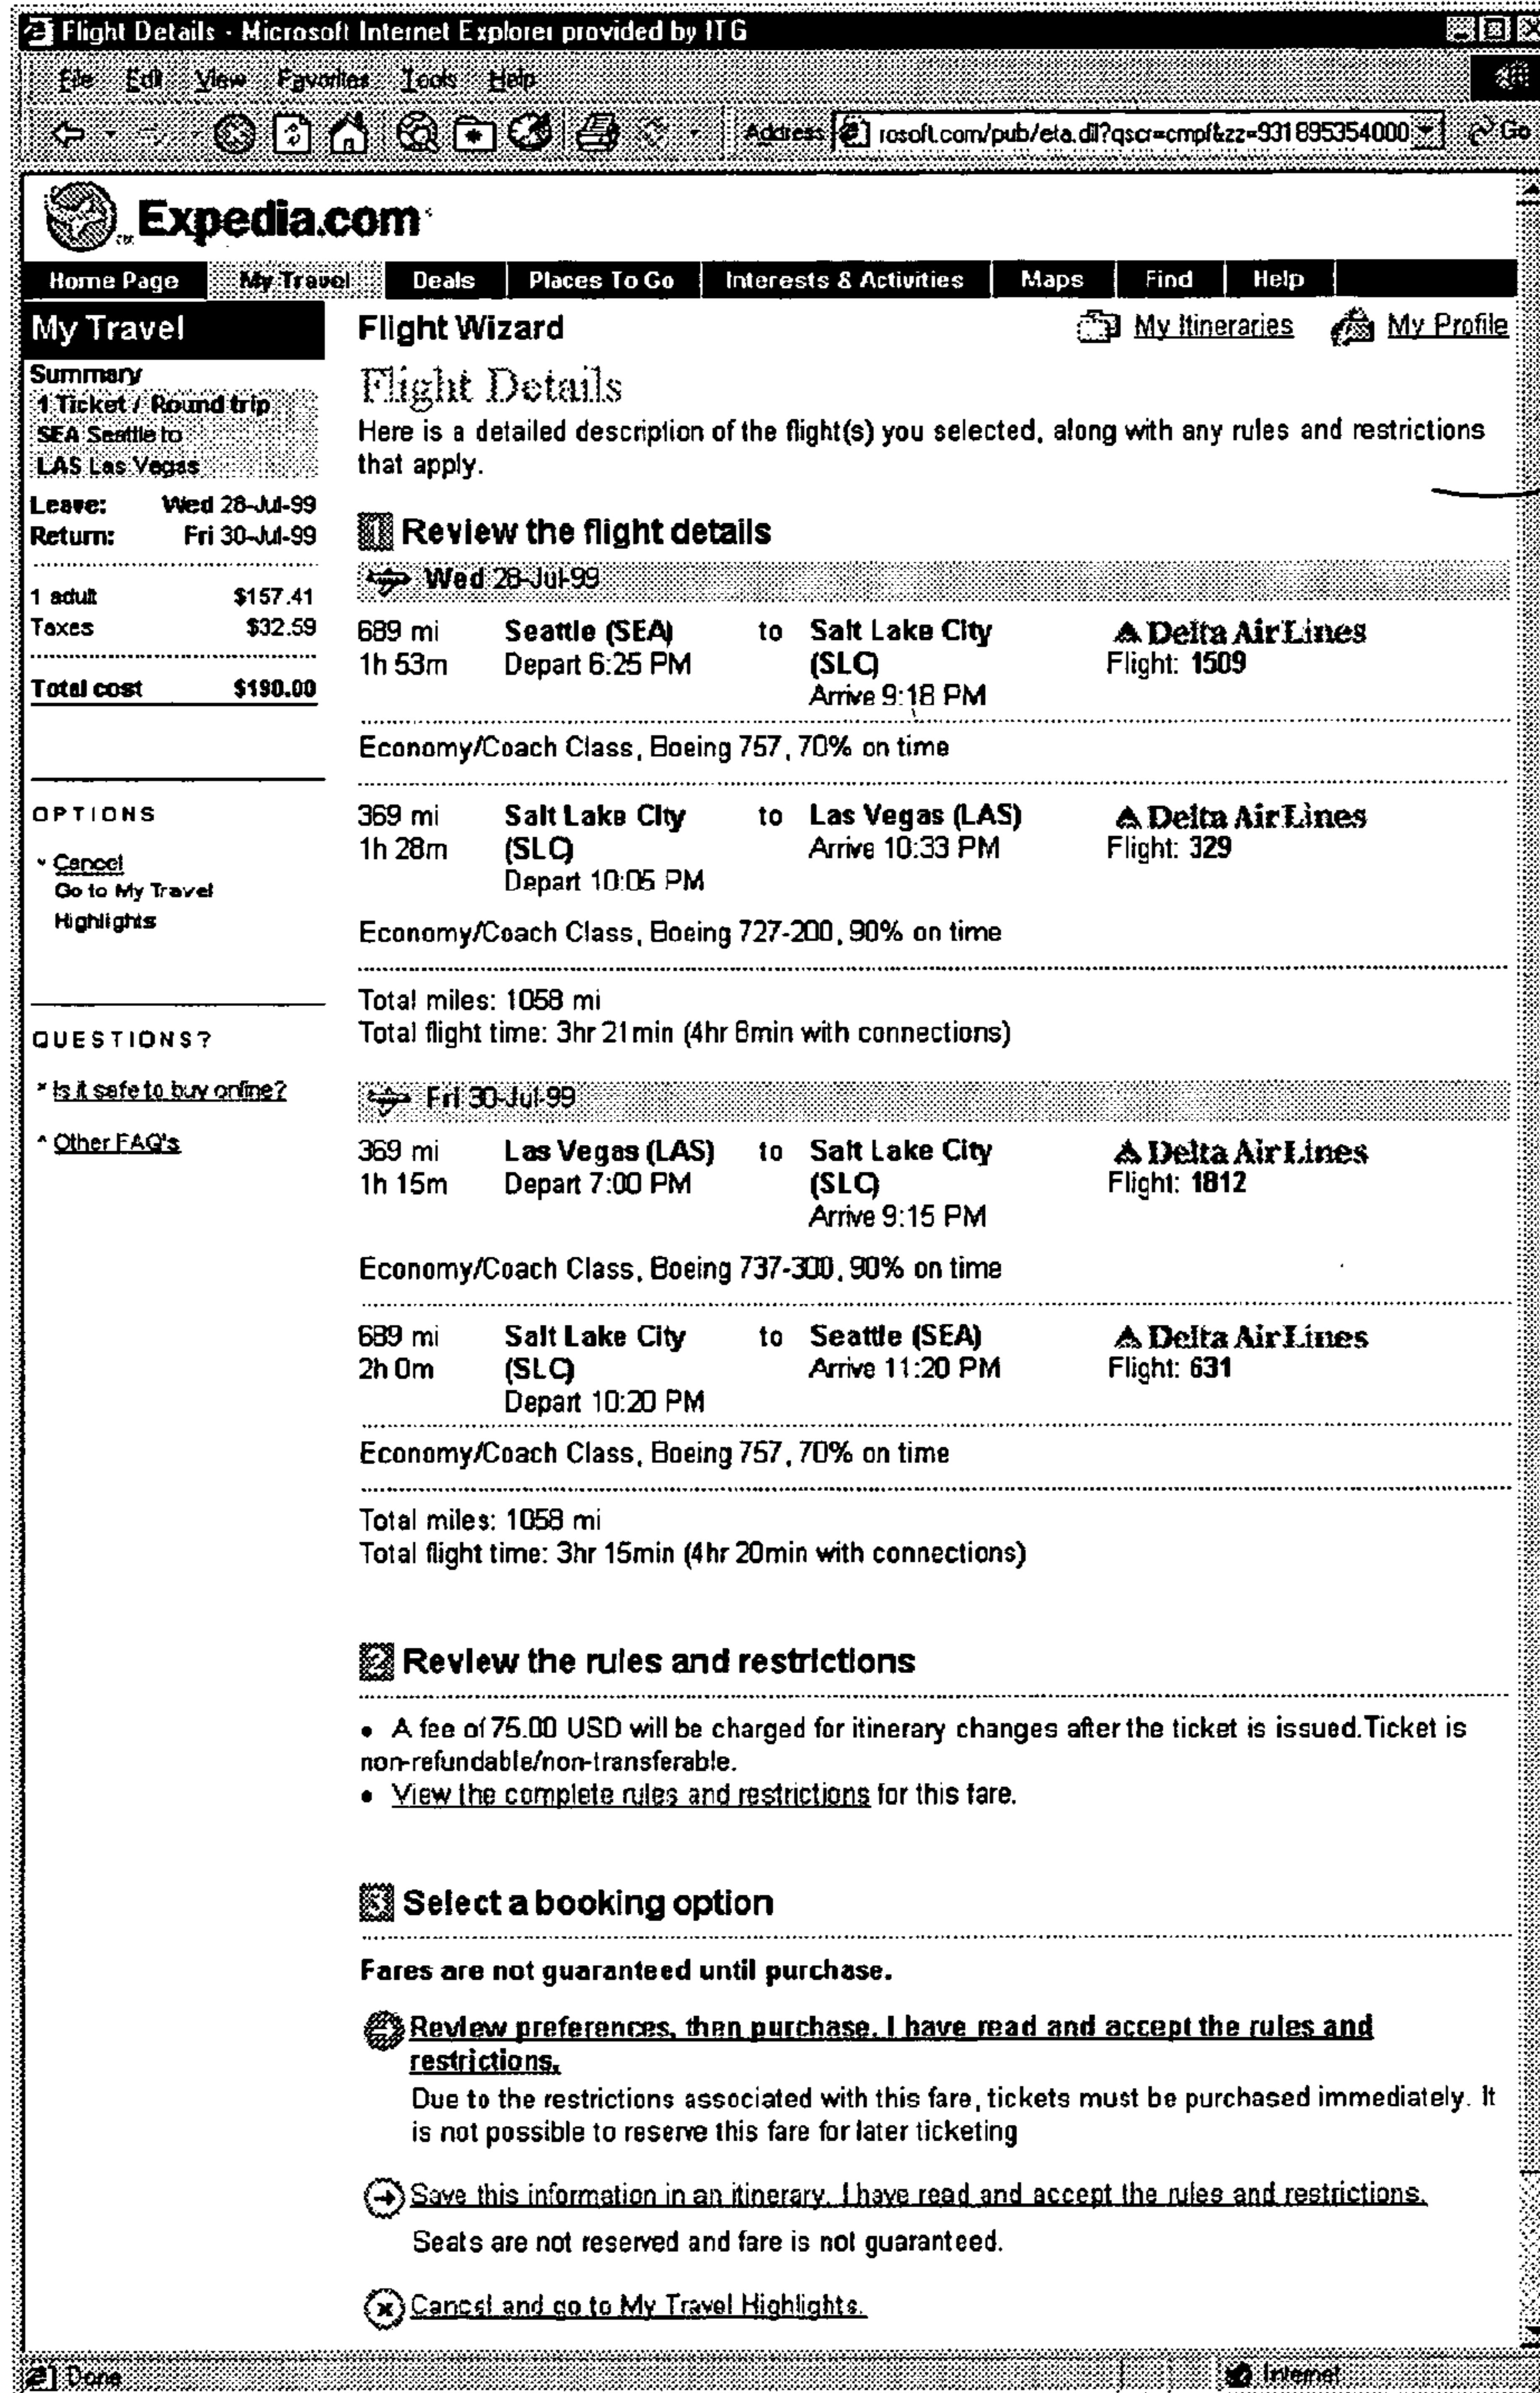 Flight Details - Microsoft Internet Explorer provided by ITG
File Edit View Favorites Tools Help
Address rosoft.com/pub/eta.dll?qscr=cmpf&zz=931895354000 Go
Expedia.com
Home Page My Travel Deals Places To Go Interests & Activities Maps Find Help
My Travel
Summary
1 Ticket / Round trip
SEA Seattle to
LAS Las Vegas
Leave: Wed 28-Jul-99
Return: Fri 30-Jul-99
1 adult $157.41
Taxes $32.59
Total cost $190.00
OPTIONS
Cancel
Go to My Travel
Highlights
QUESTIONS?
Is it safe to buy online?
Other FAQ's
Flight Wizard My Itineraries My Profile
Flight Details
Here is a detailed description of the flight(s) you selected, along with any rules and restrictions
that apply.
1 Review the flight details
Wed 28-Jul-99
689 mi Seattle (SEA) to Salt Lake City Delta Air Lines
1h 53m Depart 6:25 PM (SLC) Flight: 1509
Arrive 9:18 PM
Economy/Coach Class, Boeing 757, 70% on time
369 mi Salt Lake City to Las Vegas (LAS) Delta Air Lines
1h 28m (SLC) Arrive 10:33 PM Flight: 329
Depart 10:05 PM
Economy/Coach Class, Boeing 727-200, 90% on time
Total miles: 1058 mi
Total flight time: 3hr 21min (4hr 8min with connections)
Fri 30-Jul-99
369 mi Las Vegas (LAS) to Salt Lake City Delta Air Lines
1h 15m Depart 7:00 PM (SLC) Flight: 1812
Arrive 9:15 PM
Economy/Coach Class, Boeing 737-300, 90% on time
689 mi Salt Lake City to Seattle (SEA) Delta Air Lines
2h 0m (SLC) Arrive 11:20 PM Flight: 631
Depart 10:20 PM
Economy/Coach Class, Boeing 757, 70% on time
Total miles: 1058 mi
Total flight time: 3hr 15min (4hr 20min with connections)
2 Review the rules and restrictions
• A fee of 75.00 USD will be charged for itinerary changes after the ticket is issued.Ticket is
non-refundable/non-transferable.
• View the complete rules and restrictions for this fare.
3 Select a booking option
Fares are not guaranteed until purchase.
Review preferences, then purchase. I have read and accept the rules and
restrictions.
Due to the restrictions associated with this fare, tickets must be purchased immediately. It
is not possible to reserve this fare for later ticketing
Save this information in an itinerary. I have read and accept the rules and restrictions.
Seats are not reserved and fare is not guaranteed.
Cancel and go to My Travel Highlights.
Done Internet